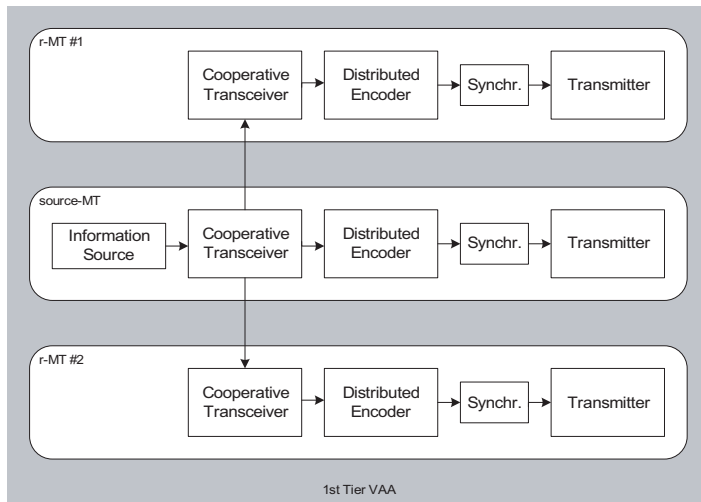 r-MT #1
Cooperative
Transceiver
Distributed
Encoder
Synchr.
Transmitter
source-MT
Information
Source
Cooperative
Transceiver
Distributed
Encoder
Synchr.
Transmitter
r-MT #2
Cooperative
Transceiver
Distributed
Encoder
Synchr.
Transmitter
1st Tier VAA